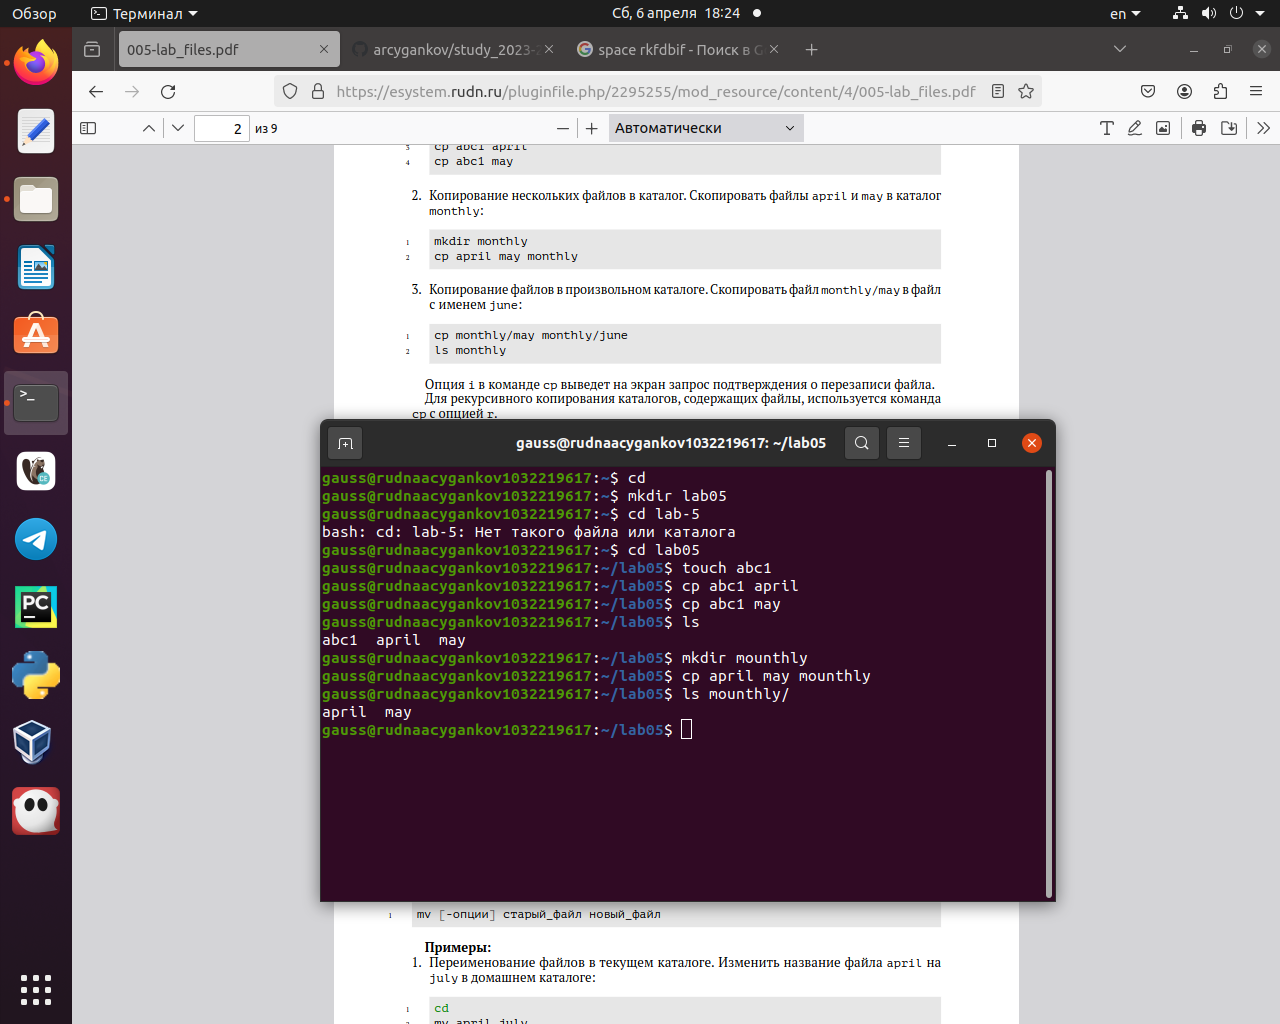 Обзор
Терминал
Сб, 6 апреля 18:24
en
005-lab_files.pdf
arcygankov/study_2023-2
space rkfdbif - Поиск в G
https://esystem.rudn.ru/pluginfile.php/2295255/mod_resource/content/4/005-lab_files.pdf
2 из 9
Автоматически
3 cp abc1 april
4 cp abc1 may
2. Копирование нескольких файлов в каталог. Скопировать файлы april и may в каталог
monthly:
1 mkdir monthly
2 cp april may monthly
3. Копирование файлов в произвольном каталоге. Скопировать файл monthly/may в файл
с именем june:
1 cp monthly/may monthly/june
2 ls monthly
Опция i в команде cp выведет на экран запрос подтверждения о перезаписи файла.
Для рекурсивного копирования каталогов, содержащих файлы, используется команда
cp с опцией r.
gauss@rudnaacygankov1032219617: ~/lab05
gauss@rudnaacygankov1032219617:~$ cd
gauss@rudnaacygankov1032219617:~$ mkdir lab05
gauss@rudnaacygankov1032219617:~$ cd lab-5
bash: cd: lab-5: Нет такого файла или каталога
gauss@rudnaacygankov1032219617:~$ cd lab05
gauss@rudnaacygankov1032219617:~/lab05$ touch abc1
gauss@rudnaacygankov1032219617:~/lab05$ cp abc1 april
gauss@rudnaacygankov1032219617:~/lab05$ cp abc1 may
gauss@rudnaacygankov1032219617:~/lab05$ ls
abc1 april may
gauss@rudnaacygankov1032219617:~/lab05$ mkdir mounthly
gauss@rudnaacygankov1032219617:~/lab05$ cp april may mounthly
gauss@rudnaacygankov1032219617:~/lab05$ ls mounthly/
april may
gauss@rudnaacygankov1032219617:~/lab05$
1 mv [-опции] старый_файл новый_файл
Примеры:
1. Переименование файлов в текущем каталоге. Изменить название файла april на
july в домашнем каталоге:
1 cd
2 mv april july